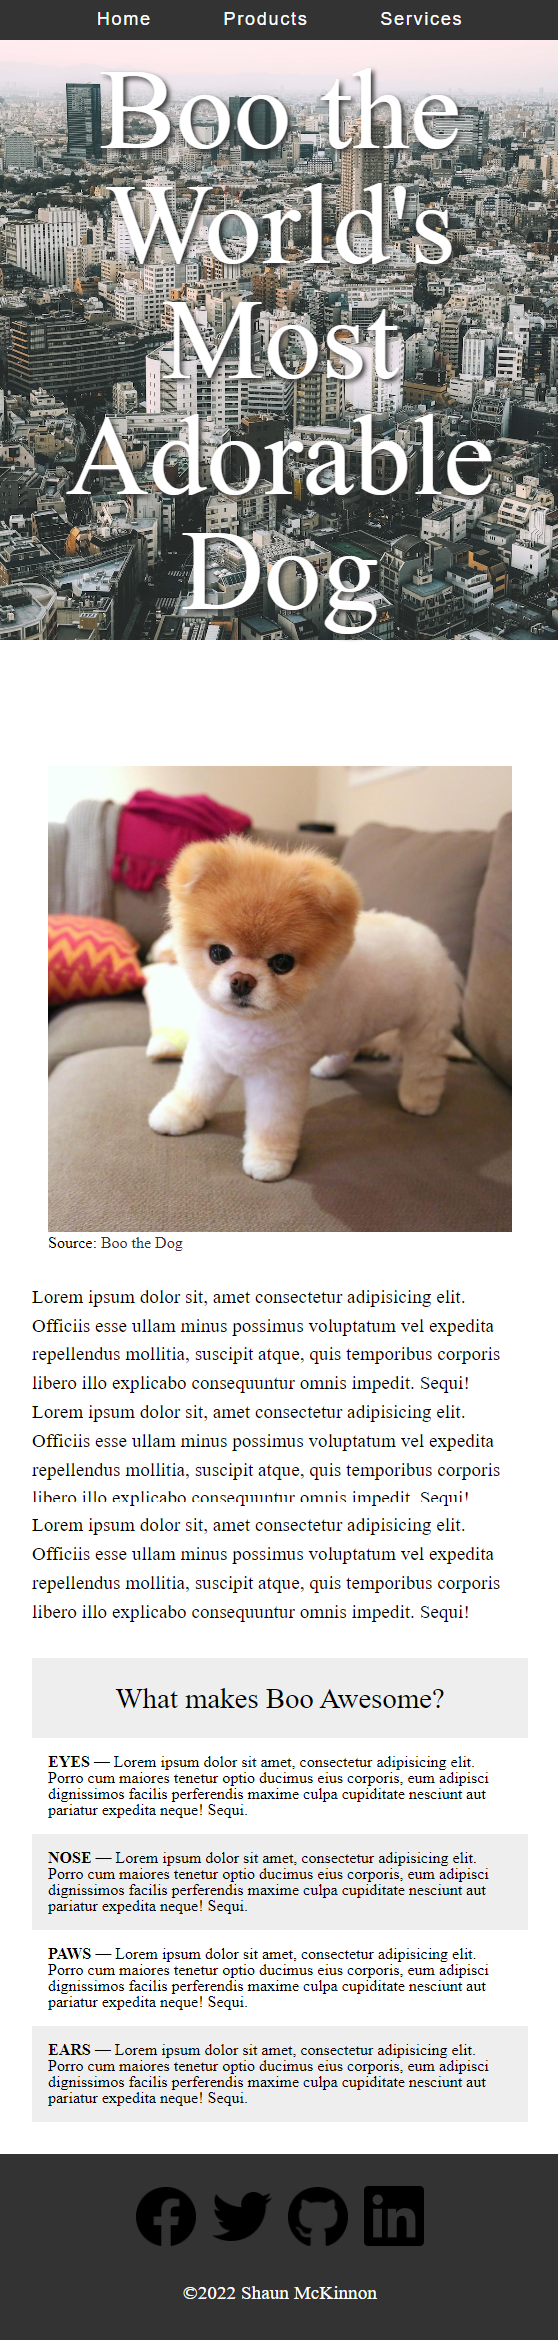 Home Products Services
Boo the
World's
Most
Adorable
Dog
Source: Boo the Dog
Lorem ipsum dolor sit, amet consectetur adipisicing elit.
Officiis esse ullam minus possimus voluptatum vel expedita
repellendus mollitia, suscipit atque, quis temporibus corporis
libero illo explicabo consequuntur omnis impedit. Sequi!
Lorem ipsum dolor sit, amet consectetur adipisicing elit.
Officiis esse ullam minus possimus voluptatum vel expedita
repellendus mollitia, suscipit atque, quis temporibus corporis
libero illo explicabo consequuntur omnis impedit. Sequi!
Lorem ipsum dolor sit, amet consectetur adipisicing elit.
Officiis esse ullam minus possimus voluptatum vel expedita
repellendus mollitia, suscipit atque, quis temporibus corporis
libero illo explicabo consequuntur omnis impedit. Sequi!
What makes Boo Awesome?
EYES — Lorem ipsum dolor sit amet, consectetur adipisicing elit.
Porro cum maiores tenetur optio ducimus eius corporis, eum adipisci
dignissimos facilis perferendis maxime culpa cupiditate nesciunt aut
pariatur expedita neque! Sequi.
NOSE — Lorem ipsum dolor sit amet, consectetur adipisicing elit.
Porro cum maiores tenetur optio ducimus eius corporis, eum adipisci
dignissimos facilis perferendis maxime culpa cupiditate nesciunt aut
pariatur expedita neque! Sequi.
PAWS — Lorem ipsum dolor sit amet, consectetur adipisicing elit.
Porro cum maiores tenetur optio ducimus eius corporis, eum adipisci
dignissimos facilis perferendis maxime culpa cupiditate nesciunt aut
pariatur expedita neque! Sequi.
EARS — Lorem ipsum dolor sit amet, consectetur adipisicing elit.
Porro cum maiores tenetur optio ducimus eius corporis, eum adipisci
dignissimos facilis perferendis maxime culpa cupiditate nesciunt aut
pariatur expedita neque! Sequi.
©2022 Shaun McKinnon